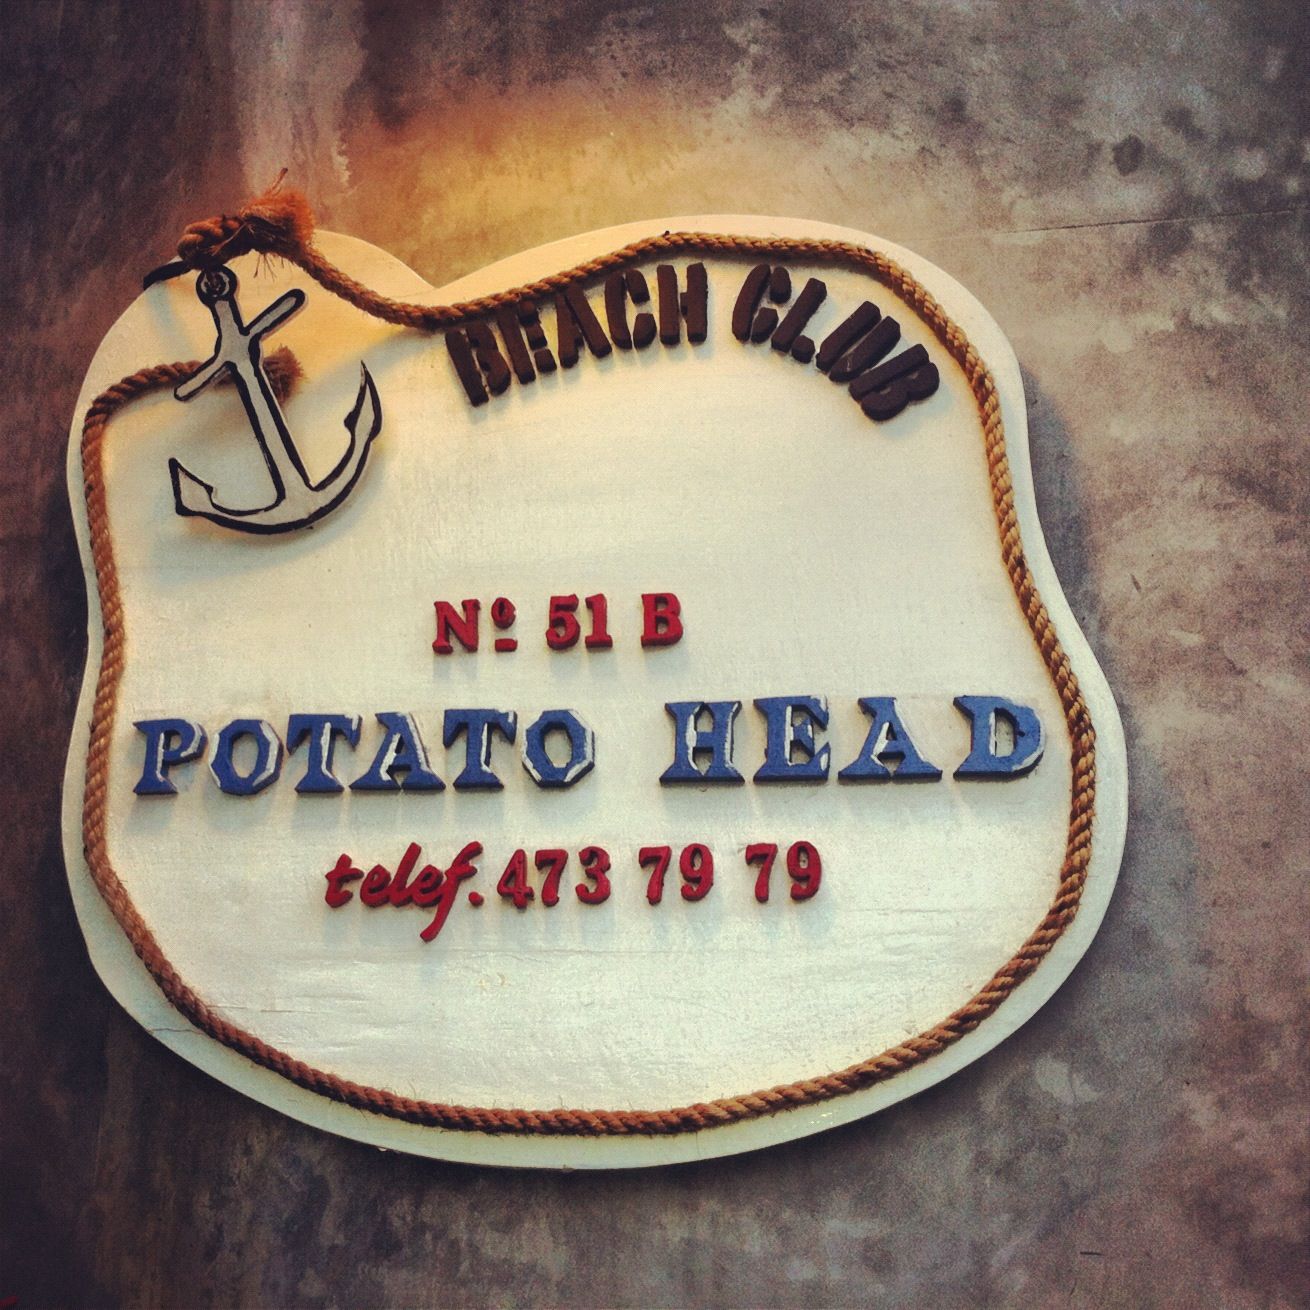 BEACH CLUB
Nº 51 B
POTATO HEAD
telef. 473 79 79